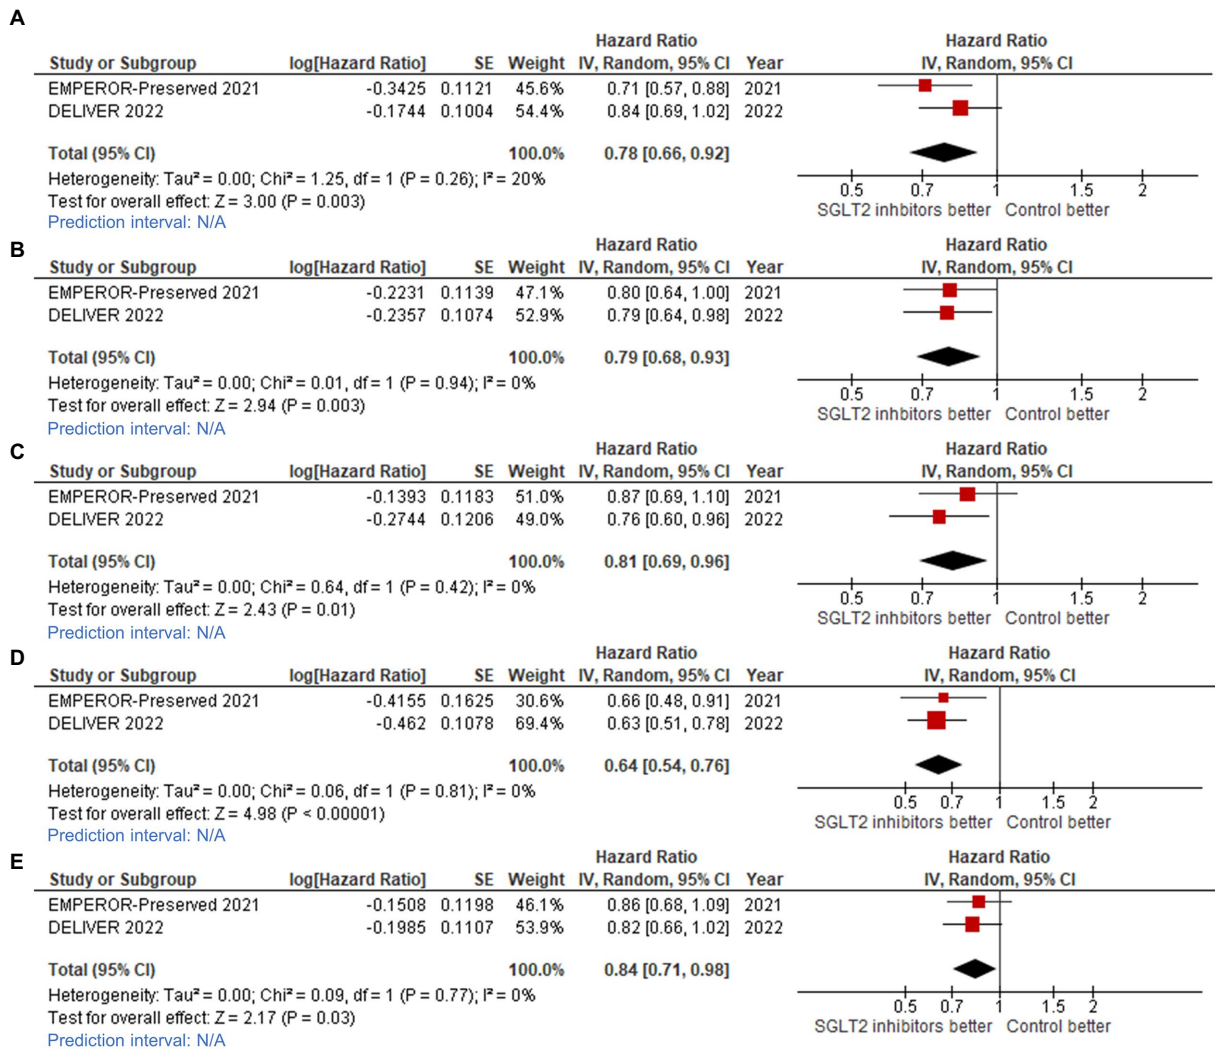 A
Hazard Ratio Hazard Ratio
Study or Subgroup log[Hazard Ratio] SE Weight IV, Random, 95% CI Year IV, Random, 95% CI
EMPEROR-Preserved 2021 -0.3425 0.1121 45.6% 0.71 [0.57, 0.88] 2021
DELIVER 2022 -0.1744 0.1004 54.4% 0.84 [0.69, 1.02] 2022
Total (95% CI) 100.0% 0.78 [0.66, 0.92]
Heterogeneity: Tau² = 0.00; Chi² = 1.25, df = 1 (P = 0.26); I² = 20%
0.5 0.7 1 1.5 2
Test for overall effect: Z = 3.00 (P = 0.003)
SGLT2 inhbitors better Control better
Prediction interval: N/A
B
Hazard Ratio Hazard Ratio
Study or Subgroup log[Hazard Ratio] SE Weight IV, Random, 95% CI Year IV, Random, 95% CI
EMPEROR-Preserved 2021 -0.2231 0.1139 47.1% 0.80 [0.64, 1.00] 2021
DELIVER 2022 -0.2357 0.1074 52.9% 0.79 [0.64, 0.98] 2022
Total (95% CI) 100.0% 0.79 [0.68, 0.93]
Heterogeneity: Tau² = 0.00; Chi² = 0.01, df = 1 (P = 0.94); I² = 0%
0.5 0.7 1 1.5 2
Test for overall effect: Z = 2.94 (P = 0.003)
SGLT2 inhbitors better Control better
Prediction interval: N/A
C
Hazard Ratio Hazard Ratio
Study or Subgroup log[Hazard Ratio] SE Weight IV, Random, 95% CI Year IV, Random, 95% CI
EMPEROR-Preserved 2021 -0.1393 0.1183 51.0% 0.87 [0.69, 1.10] 2021
DELIVER 2022 -0.2744 0.1206 49.0% 0.76 [0.60, 0.96] 2022
Total (95% CI) 100.0% 0.81 [0.69, 0.96]
Heterogeneity: Tau² = 0.00; Chi² = 0.64, df = 1 (P = 0.42); I² = 0%
0.5 0.7 1 1.5 2
Test for overall effect: Z = 2.43 (P = 0.01)
SGLT2 inhbitors better Control better
Prediction interval: N/A
D
Hazard Ratio Hazard Ratio
Study or Subgroup log[Hazard Ratio] SE Weight IV, Random, 95% CI Year IV, Random, 95% CI
EMPEROR-Preserved 2021 -0.4155 0.1625 30.6% 0.66 [0.48, 0.91] 2021
DELIVER 2022 -0.462 0.1078 69.4% 0.63 [0.51, 0.78] 2022
Total (95% CI) 100.0% 0.64 [0.54, 0.76]
Heterogeneity: Tau² = 0.00; Chi² = 0.06, df = 1 (P = 0.81); I² = 0%
0.5 0.7 1 1.5 2
Test for overall effect: Z = 4.98 (P < 0.00001)
SGLT2 inhibitors better Control better
Prediction interval: N/A
E
Hazard Ratio Hazard Ratio
Study or Subgroup log[Hazard Ratio] SE Weight IV, Random, 95% CI Year IV, Random, 95% CI
EMPEROR-Preserved 2021 -0.1508 0.1198 46.1% 0.86 [0.68, 1.09] 2021
DELIVER 2022 -0.1985 0.1107 53.9% 0.82 [0.66, 1.02] 2022
Total (95% CI) 100.0% 0.84 [0.71, 0.98]
Heterogeneity: Tau² = 0.00; Chi² = 0.09, df = 1 (P = 0.77); I² = 0%
0.5 0.7 1 1.5 2
Test for overall effect: Z = 2.17 (P = 0.03)
SGLT2 inhibitors better Control better
Prediction interval: N/A